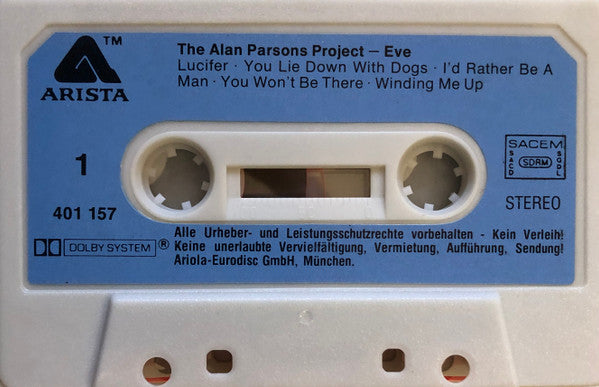 TM
ARISTA
The Alan Parsons Project – Eve
Lucifer · You Lie Down With Dogs · I'd Rather Be A
Man · You Won't Be There · Winding Me Up
1
401 157
SACEM
SACD
SDRM
SGDL
STEREO
DOLBY SYSTEM ®
Alle Urheber- und Leistungsschutzrechte vorbehalten - Kein Verleih!
Keine unerlaubte Vervielfältigung, Vermietung, Aufführung, Sendung!
Ariola-Eurodisc GmbH, München.